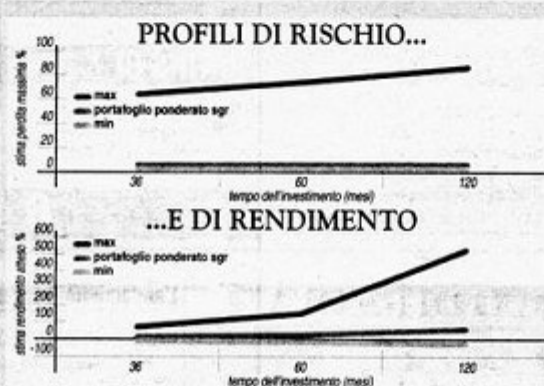 PROFILI DI RISCHIO...
stima perdita massima %
100
80
60
40
20
0
max
portafoglio ponderato sgr
min
36 60 120
tempo dell'investimento (mesi)
...E DI RENDIMENTO
stima rendimento atteso %
600
500
400
300
200
100
0
-100
max
portafoglio ponderato sgr
min
36 60 120
tempo dell'investimento (mesi)